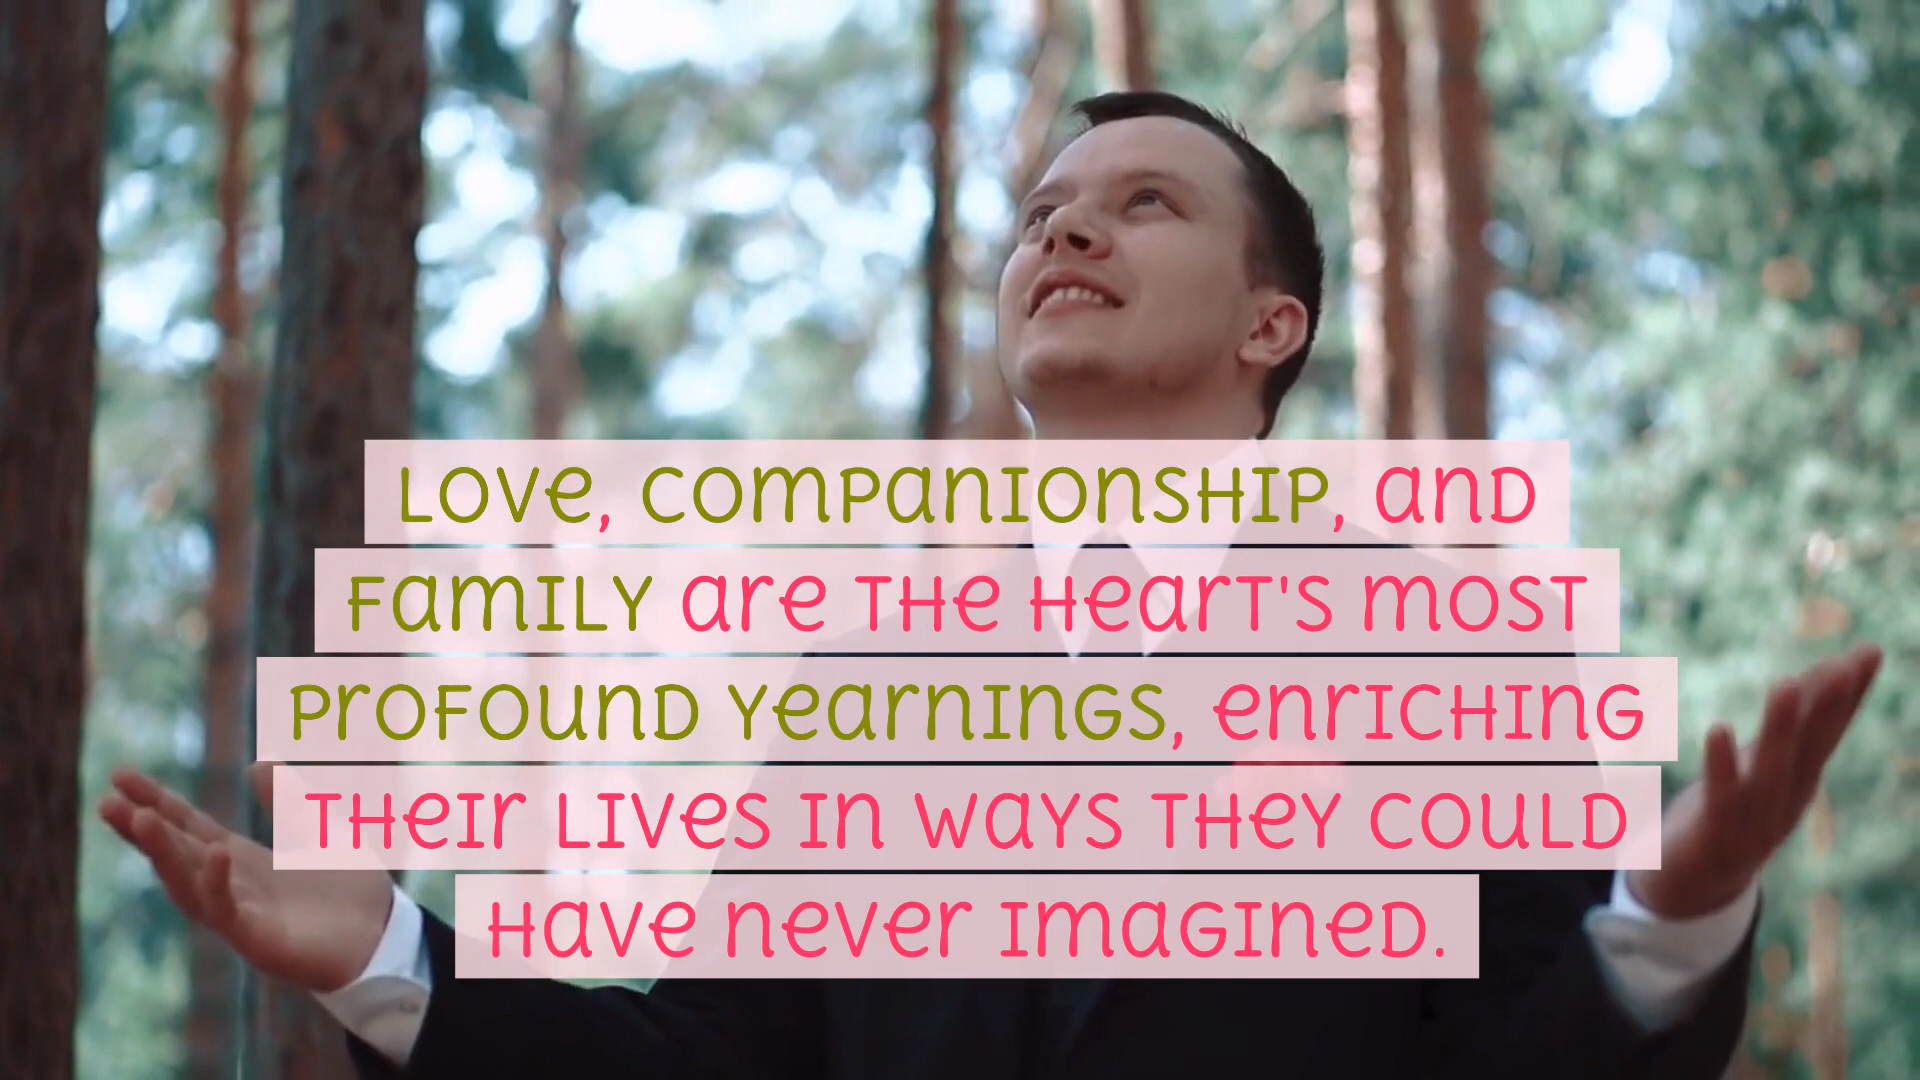 Love, companionship, and
family are the heart's most
profound yearnings, enriching
their lives in ways they could
have never imagined.